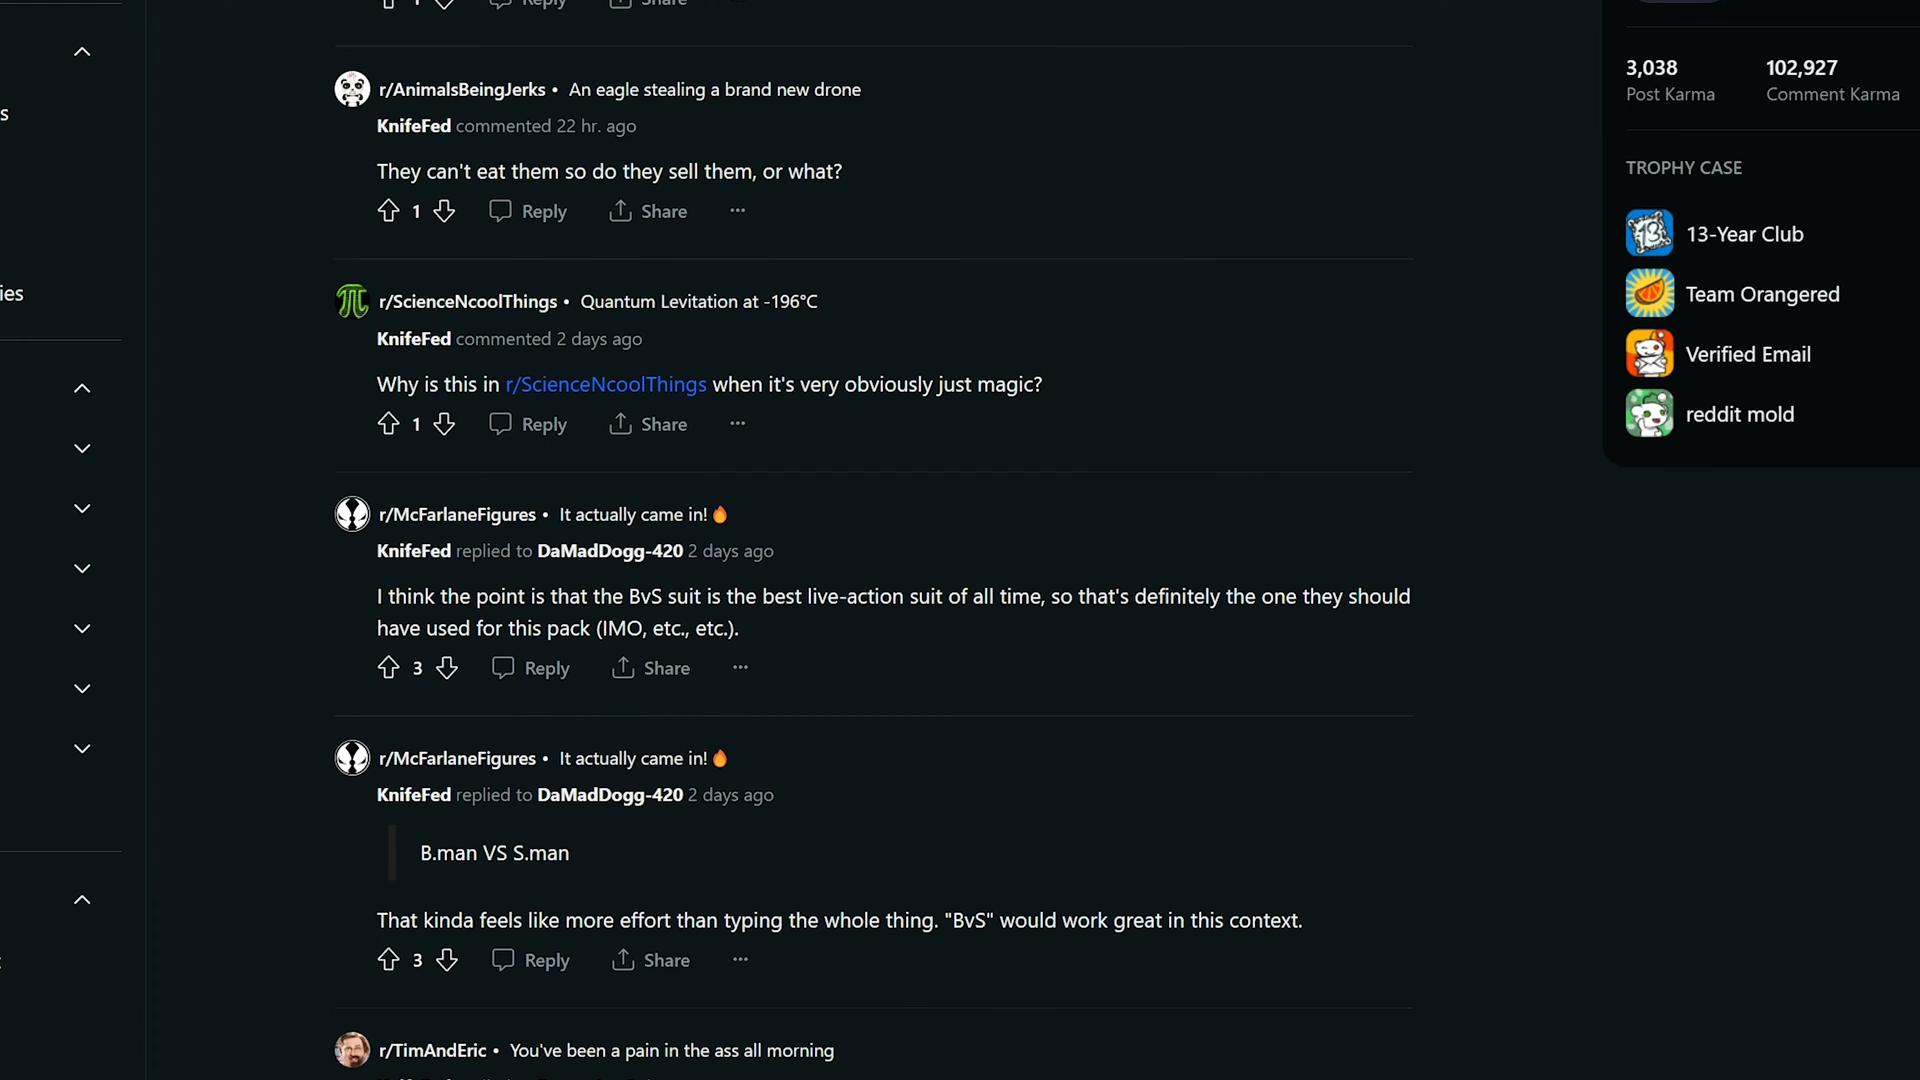 1 Reply Share
r/AnimalsBeingJerks • An eagle stealing a brand new drone
KnifeFed commented 22 hr. ago
They can't eat them so do they sell them, or what?
1 Reply Share
r/ScienceNcoolThings • Quantum Levitation at -196°C
KnifeFed commented 2 days ago
Why is this in r/ScienceNcoolThings when it's very obviously just magic?
1 Reply Share
r/McFarlaneFigures • It actually came in!🔥
KnifeFed replied to DaMadDogg-420 2 days ago
I think the point is that the BvS suit is the best live-action suit of all time, so that's definitely the one they should
have used for this pack (IMO, etc., etc.).
3 Reply Share
r/McFarlaneFigures • It actually came in!🔥
KnifeFed replied to DaMadDogg-420 2 days ago
B.man VS S.man
That kinda feels like more effort than typing the whole thing. "BvS" would work great in this context.
3 Reply Share
r/TimAndEric • You've been a pain in the ass all morning
s
ies
3,038 102,927
Post Karma Comment Karma
TROPHY CASE
13-Year Club
Team Orangered
Verified Email
reddit mold